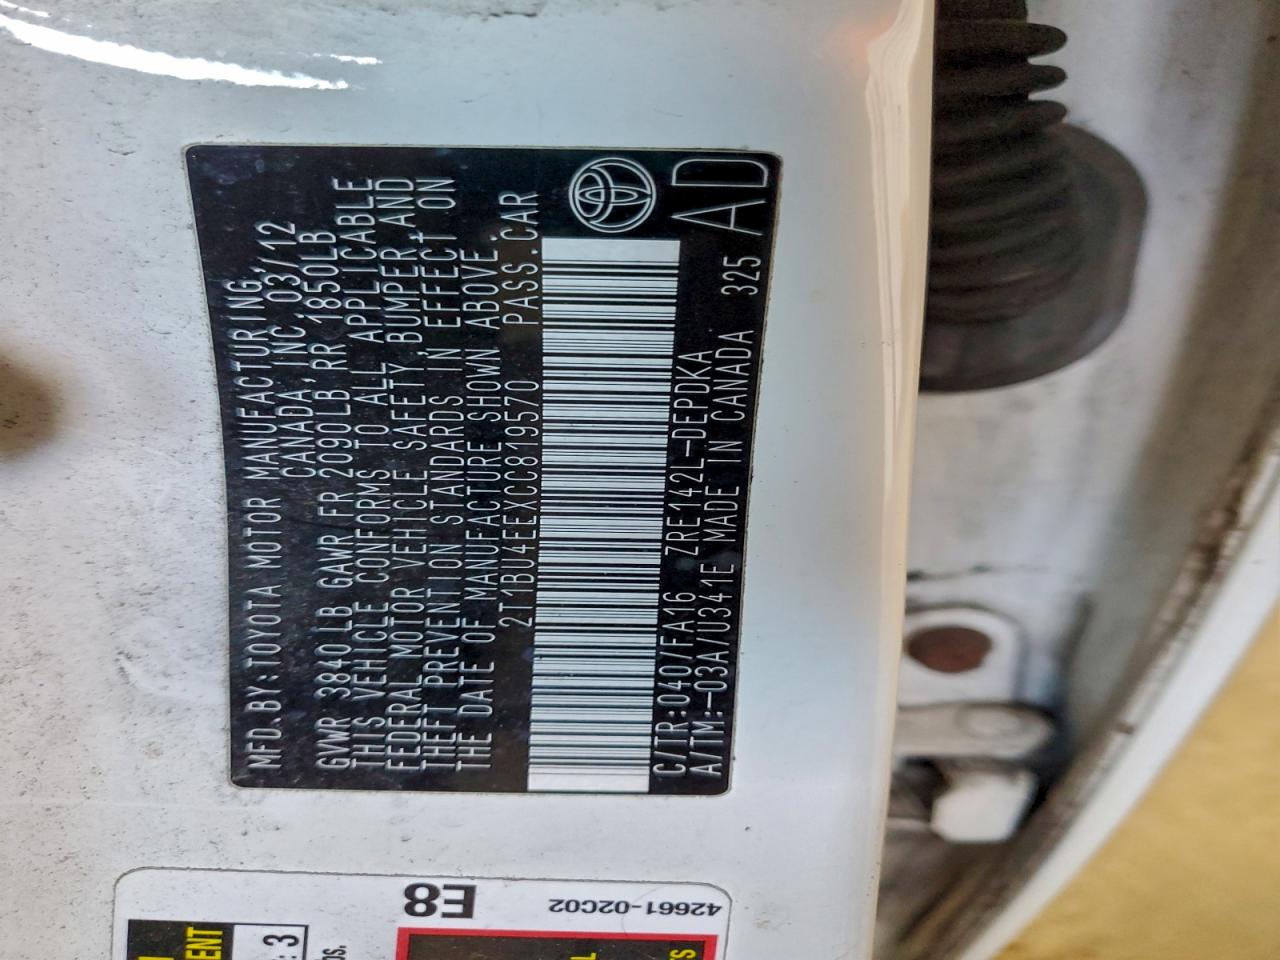 MFD.BY:TOYOTA MOTOR MANUFACTURING
CANADA, INC 03/12
GVWR 3840LB GAWR FR 2090LB RR 1850LB
THIS VEHICLE CONFORMS TO ALL APPLICABLE
FEDERAL MOTOR VEHICLE SAFETY, BUMPER, AND
THEFT PREVENTION STANDARDS IN EFFECT ON
THE DATE OF MANUFACTURE SHOWN ABOVE.
2T1BU4EEXCC819570 PASS.CAR
C/TR:040/FA16 ZRE142L-DEPDKA
A/TM:-03A/U341E MADE IN CANADA 325
AD
42661-02C02
E8